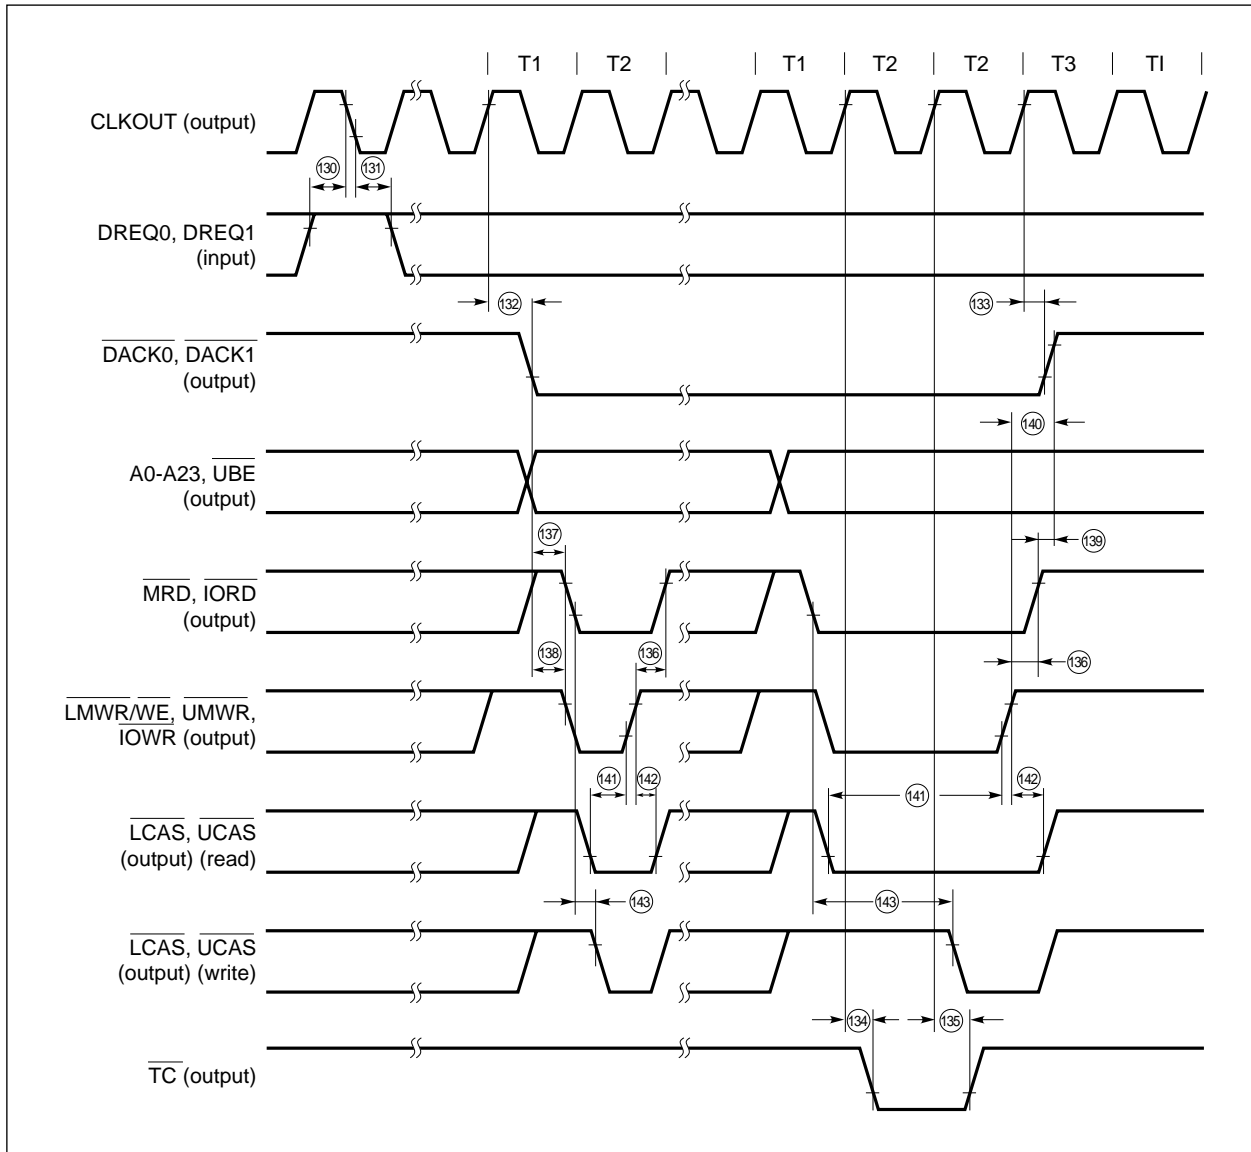 T1 T2 T1 T2 T2 T3 TI
CLKOUT (output)
130 131
DREQ0, DREQ1
(input)
132 133
DACK0, DACK1
(output)
140
A0-A23, UBE
(output)
137 139
MRD, IORD
(output)
138 136 136
LMWR/WE, UMWR,
IOWR (output)
141 142 141 142
LCAS, UCAS
(output) (read)
143 143
LCAS, UCAS
(output) (write)
134 135
TC (output)